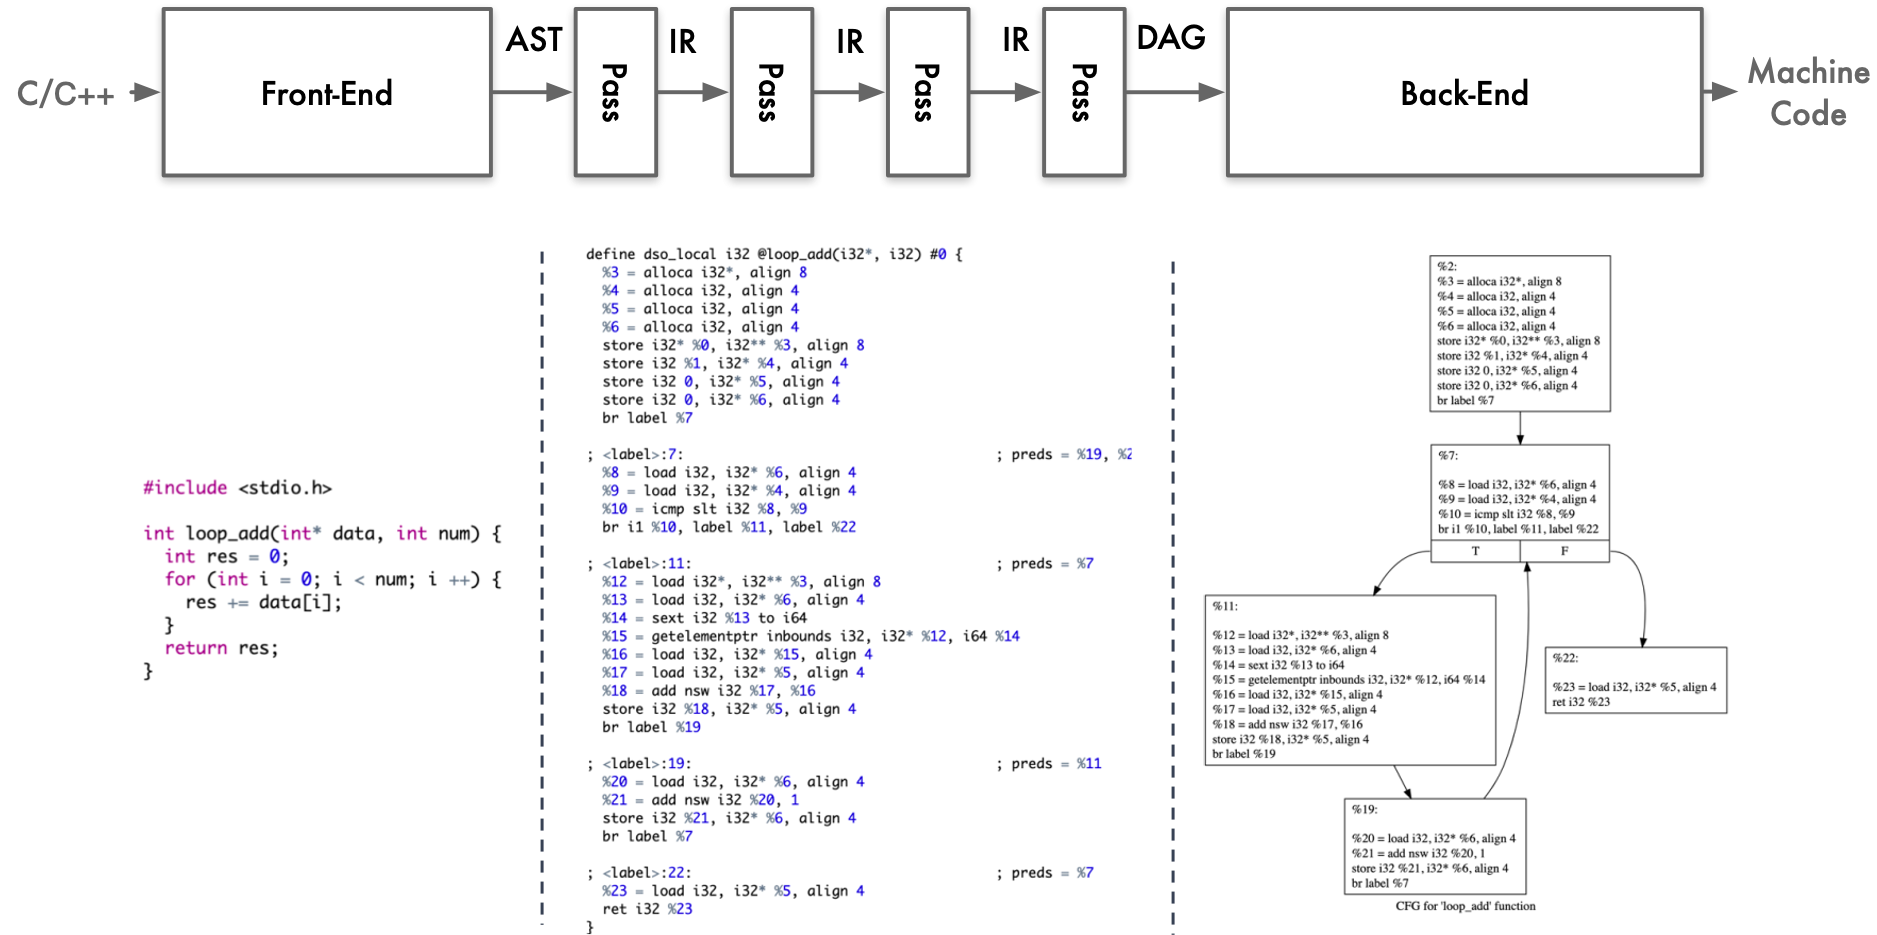 C/C++
Front-End
AST
Pass
IR
Pass
IR
Pass
IR
Pass
DAG
Back-End
Machine
Code
#include <stdio.h>
int loop_add(int* data, int num) {
int res = 0;
for (int i = 0; i < num; i ++) {
res += data[i];
}
return res;
}
define dso_local i32 @loop_add(i32*, i32) #0 {
%3 = alloca i32*, align 8
%4 = alloca i32, align 4
%5 = alloca i32, align 4
%6 = alloca i32, align 4
store i32* %0, i32** %3, align 8
store i32 %1, i32* %4, align 4
store i32 0, i32* %5, align 4
store i32 0, i32* %6, align 4
br label %7
; <label>:7: ; preds = %19, %2
%8 = load i32, i32* %6, align 4
%9 = load i32, i32* %4, align 4
%10 = icmp slt i32 %8, %9
br i1 %10, label %11, label %22
; <label>:11: ; preds = %7
%12 = load i32*, i32** %3, align 8
%13 = load i32, i32* %6, align 4
%14 = sext i32 %13 to i64
%15 = getelementptr inbounds i32, i32* %12, i64 %14
%16 = load i32, i32* %15, align 4
%17 = load i32, i32* %5, align 4
%18 = add nsw i32 %17, %16
store i32 %18, i32* %5, align 4
br label %19
; <label>:19: ; preds = %11
%20 = load i32, i32* %6, align 4
%21 = add nsw i32 %20, 1
store i32 %21, i32* %6, align 4
br label %7
; <label>:22: ; preds = %7
%23 = load i32, i32* %5, align 4
ret i32 %23
}
%2:
%3 = alloca i32*, align 8
%4 = alloca i32, align 4
%5 = alloca i32, align 4
%6 = alloca i32, align 4
store i32* %0, i32** %3, align 8
store i32 %1, i32* %4, align 4
store i32 0, i32* %5, align 4
store i32 0, i32* %6, align 4
br label %7
%7:
%8 = load i32, i32* %6, align 4
%9 = load i32, i32* %4, align 4
%10 = icmp slt i32 %8, %9
br i1 %10, label %11, label %22
T F
%11:
%12 = load i32*, i32** %3, align 8
%13 = load i32, i32* %6, align 4
%14 = sext i32 %13 to i64
%15 = getelementptr inbounds i32, i32* %12, i64 %14
%16 = load i32, i32* %15, align 4
%17 = load i32, i32* %5, align 4
%18 = add nsw i32 %17, %16
store i32 %18, i32* %5, align 4
br label %19
%22:
%23 = load i32, i32* %5, align 4
ret i32 %23
%19:
%20 = load i32, i32* %6, align 4
%21 = add nsw i32 %20, 1
store i32 %21, i32* %6, align 4
br label %7
CFG for 'loop_add' function